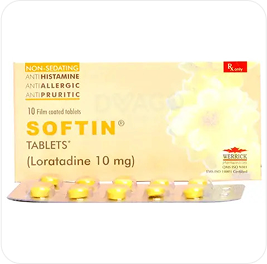 NON-SEDATING
ANTIHISTAMINE
ANTIALLERGIC
ANTIPRURITIC
Rx only
10 Film coated tablets
SOFTIN®
TABLETS
(Loratadine 10 mg)
WERRICK